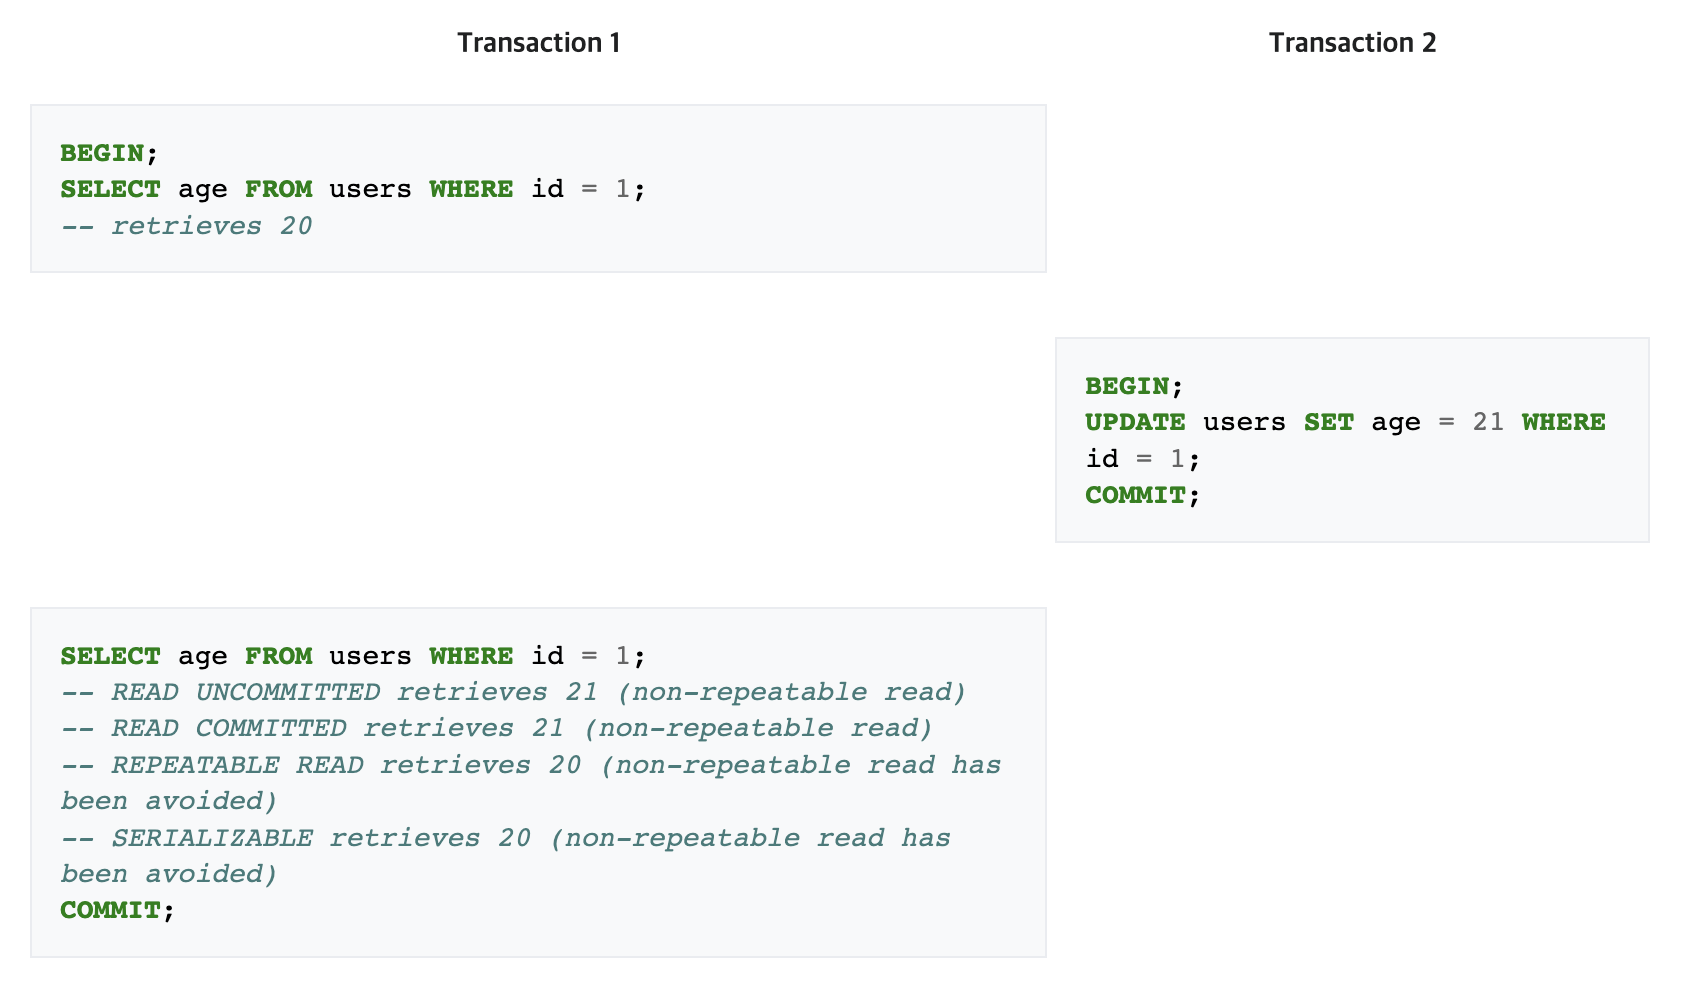 Transaction 1
Transaction 2
BEGIN;
SELECT age FROM users WHERE id = 1;
-- retrieves 20
BEGIN;
UPDATE users SET age = 21 WHERE
id = 1;
COMMIT;
SELECT age FROM users WHERE id = 1;
-- READ UNCOMMITTED retrieves 21 (non-repeatable read)
-- READ COMMITTED retrieves 21 (non-repeatable read)
-- REPEATABLE READ retrieves 20 (non-repeatable read has
been avoided)
-- SERIALIZABLE retrieves 20 (non-repeatable read has
been avoided)
COMMIT;